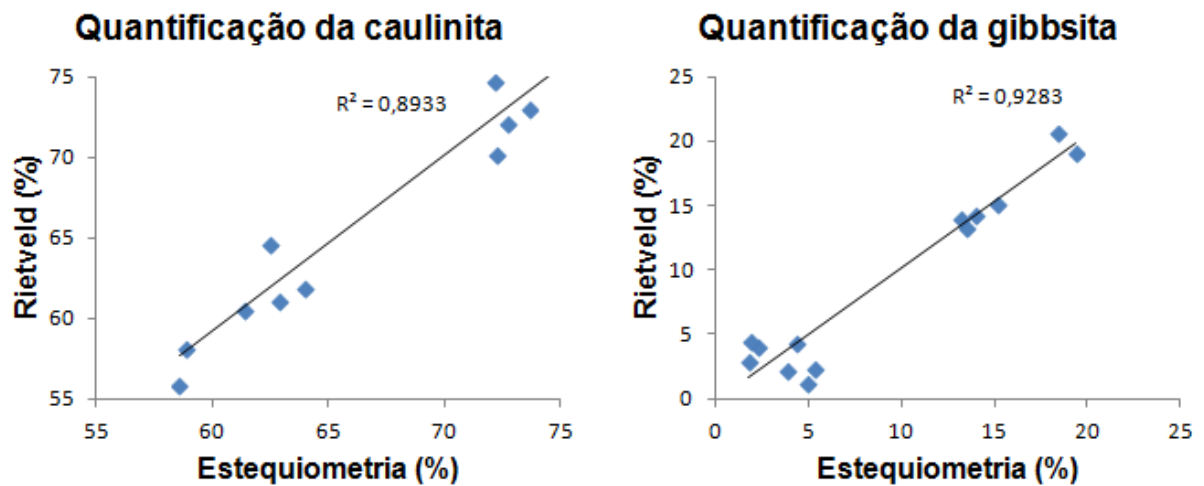 Quantificação da caulinita
R² = 0,8933
75
70
65
60
55
Rietveld (%)
55 60 65 70 75
Estequiometria (%)
Quantificação da gibbsita
R² = 0,9283
25
20
15
10
5
0
Rietveld (%)
0 5 10 15 20 25
Estequiometria (%)